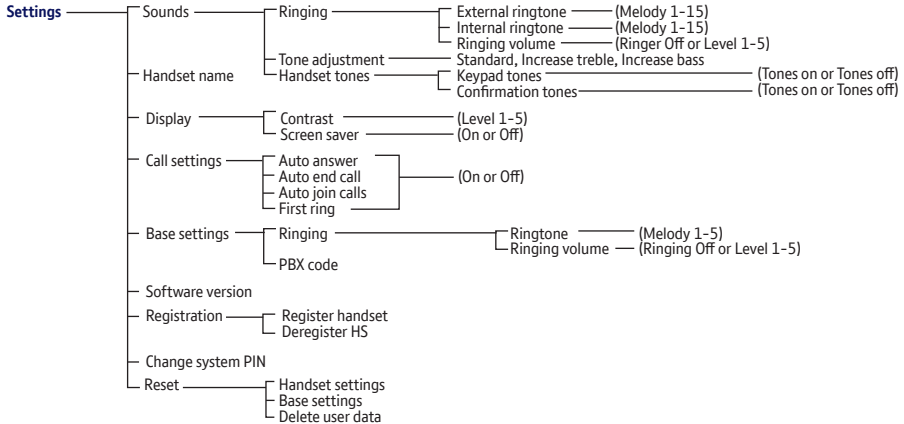 Settings Sounds Ringing External ringtone (Melody 1-15)
Internal ringtone (Melody 1-15)
Ringing volume (Ringer Off or Level 1-5)
Tone adjustment Standard, Increase treble, Increase bass
Handset tones Keypad tones (Tones on or Tones off)
Confirmation tones (Tones on or Tones off)
Handset name
Display Contrast (Level 1-5)
Screen saver (On or Off)
Call settings Auto answer
Auto end call (On or Off)
Auto join calls
First ring
Base settings Ringing Ringtone (Melody 1-5)
Ringing volume (Ringing Off or Level 1-5)
PBX code
Software version
Registration Register handset
Deregister HS
Change system PIN
Reset Handset settings
Base settings
Delete user data